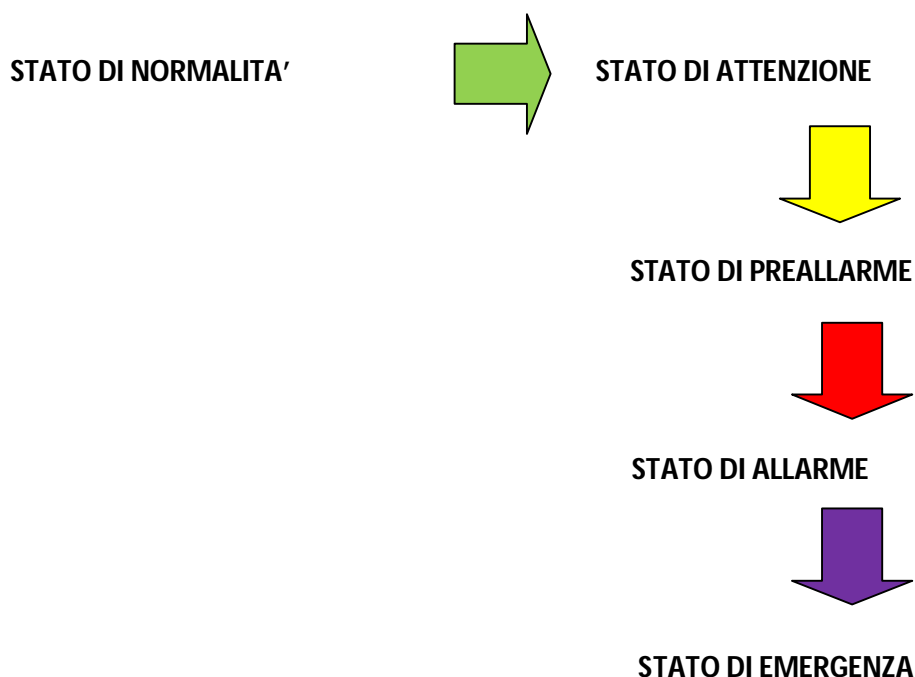 STATO DI NORMALITA’
STATO DI ATTENZIONE
STATO DI PREALLARME
STATO DI ALLARME
STATO DI EMERGENZA